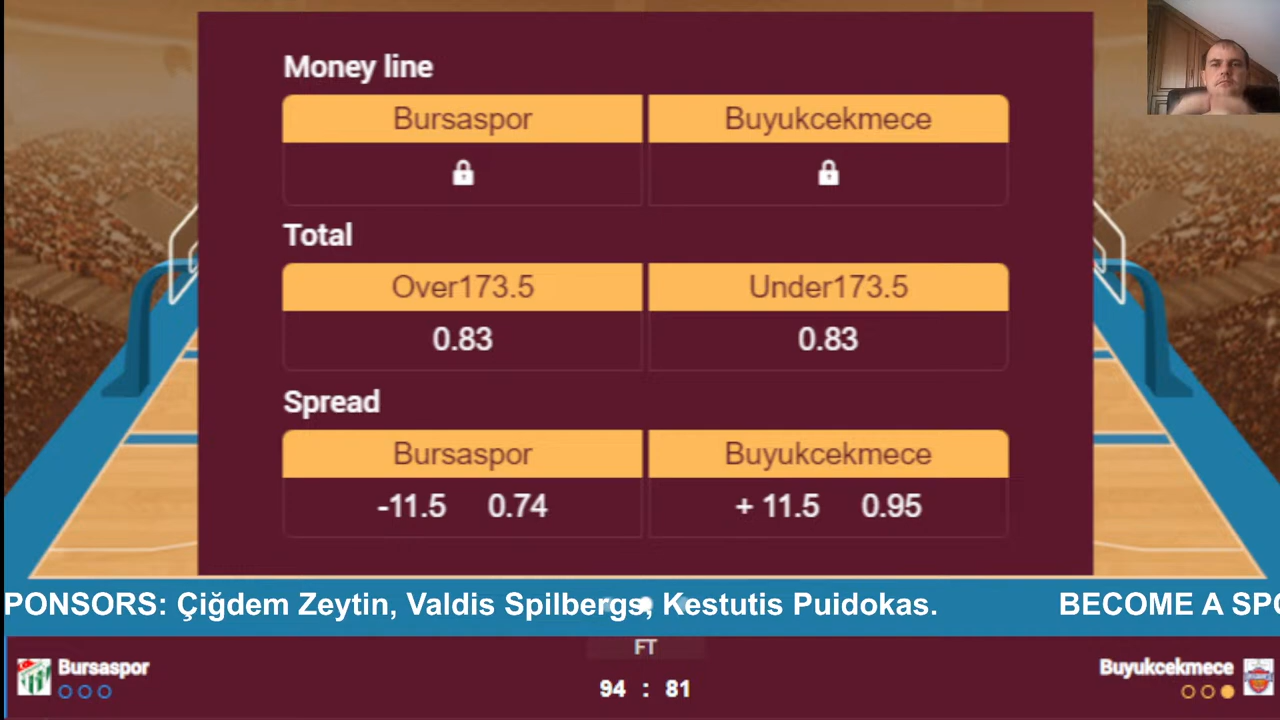 Money line
Bursaspor Buyukcekmece
Total
Over173.5 Under173.5
0.83 0.83
Spread
Bursaspor Buyukcekmece
-11.5 0.74 + 11.5 0.95
PONSORS: Çiğdem Zeytin, Valdis Spilbergs, Kestutis Puidokas. BECOME A SPO
FT
Bursaspor Buyukcekmece
94 : 81